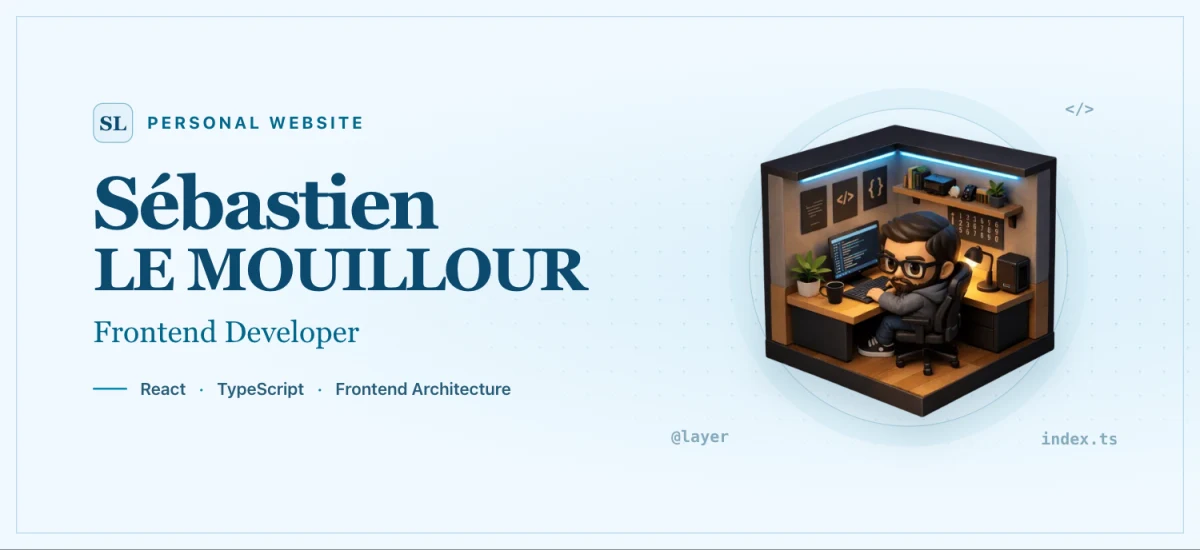 SL PERSONAL WEBSITE
Sébastien
LE MOUILLOUR
Frontend Developer
React · TypeScript · Frontend Architecture
</>
</>
{}
@layer
index.ts